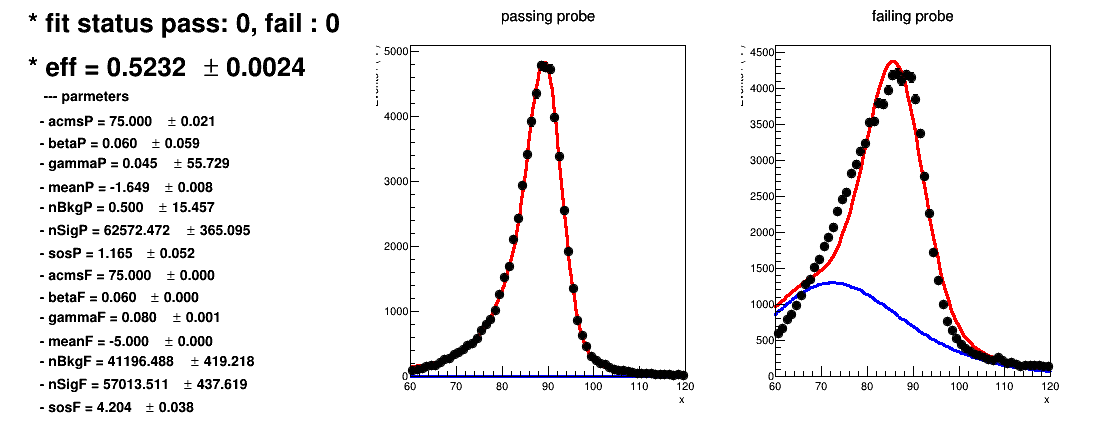 * fit status pass: 0, fail : 0
* eff = 0.5232 ± 0.0024
--- parmeters
- acmsP = 75.000 ± 0.021
- betaP = 0.060 ± 0.059
- gammaP = 0.045 ± 55.729
- meanP = -1.649 ± 0.008
- nBkgP = 0.500 ± 15.457
- nSigP = 62572.472 ± 365.095
- sosP = 1.165 ± 0.052
- acmsF = 75.000 ± 0.000
- betaF = 0.060 ± 0.000
- gammaF = 0.080 ± 0.001
- meanF = -5.000 ± 0.000
- nBkgF = 41196.488 ± 419.218
- nSigF = 57013.511 ± 437.619
- sosF = 4.204 ± 0.038
passing probe
5000
4000
3000
2000
1000
0
60 70 80 90 100 110 120
x
failing probe
4500
4000
3500
3000
2500
2000
1500
1000
500
0
60 70 80 90 100 110 120
x